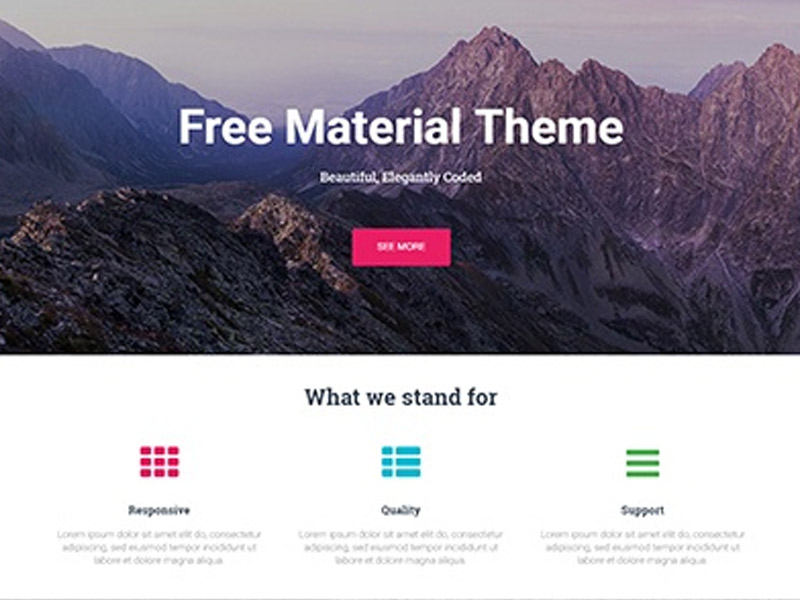 Free Material Theme
Beautiful, Elegantly Coded
SEE MORE
What we stand for
Responsive
Quality
Support
Lorem ipsum dolor sit amet elit do, consectetur
adipiscing, sed eiusmod tempor incididunt ut
labore et dolore magna aliqua.
Lorem ipsum dolor sit amet elit do, consectetur
adipiscing, sed eiusmod tempor incididunt ut
labore et dolore magna aliqua.
Lorem ipsum dolor sit amet elit do, consectetur
adipiscing, sed eiusmod tempor incididunt ut
labore et dolore magna aliqua.